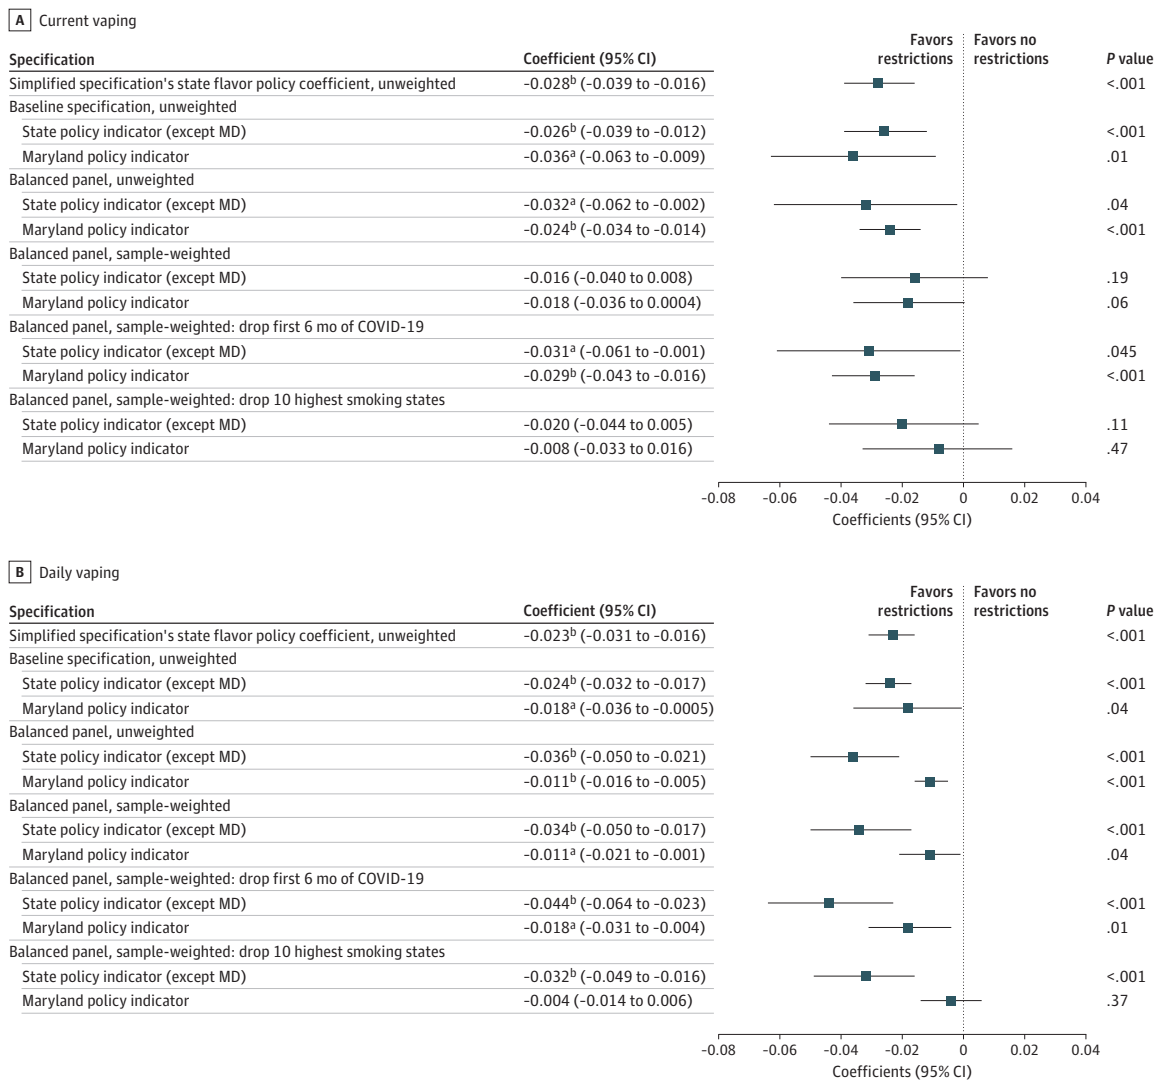 A Current vaping
Favors restrictions
Favors no restrictions
Specification Coefficient (95% CI) P value
Simplified specification's state flavor policy coefficient, unweighted -0.028b (-0.039 to -0.016) <.001
Baseline specification, unweighted
State policy indicator (except MD) -0.026b (-0.039 to -0.012) <.001
Maryland policy indicator -0.036a (-0.063 to -0.009) .01
Balanced panel, unweighted
State policy indicator (except MD) -0.032a (-0.062 to -0.002) .04
Maryland policy indicator -0.024b (-0.034 to -0.014) <.001
Balanced panel, sample-weighted
State policy indicator (except MD) -0.016 (-0.040 to 0.008) .19
Maryland policy indicator -0.018 (-0.036 to 0.0004) .06
Balanced panel, sample-weighted: drop first 6 mo of COVID-19
State policy indicator (except MD) -0.031a (-0.061 to -0.001) .045
Maryland policy indicator -0.029b (-0.043 to -0.016) <.001
Balanced panel, sample-weighted: drop 10 highest smoking states
State policy indicator (except MD) -0.020 (-0.044 to 0.005) .11
Maryland policy indicator -0.008 (-0.033 to 0.016) .47
-0.08 -0.06 -0.04 -0.02 0 0.02 0.04
Coefficients (95% CI)
B Daily vaping
Favors restrictions
Favors no restrictions
Specification Coefficient (95% CI) P value
Simplified specification's state flavor policy coefficient, unweighted -0.023b (-0.031 to -0.016) <.001
Baseline specification, unweighted
State policy indicator (except MD) -0.024b (-0.032 to -0.017) <.001
Maryland policy indicator -0.018a (-0.036 to -0.0005) .04
Balanced panel, unweighted
State policy indicator (except MD) -0.036b (-0.050 to -0.021) <.001
Maryland policy indicator -0.011b (-0.016 to -0.005) <.001
Balanced panel, sample-weighted
State policy indicator (except MD) -0.034b (-0.050 to -0.017) <.001
Maryland policy indicator -0.011a (-0.021 to -0.001) .04
Balanced panel, sample-weighted: drop first 6 mo of COVID-19
State policy indicator (except MD) -0.044b (-0.064 to -0.023) <.001
Maryland policy indicator -0.018a (-0.031 to -0.004) .01
Balanced panel, sample-weighted: drop 10 highest smoking states
State policy indicator (except MD) -0.032b (-0.049 to -0.016) <.001
Maryland policy indicator -0.004 (-0.014 to 0.006) .37
-0.08 -0.06 -0.04 -0.02 0 0.02 0.04
Coefficients (95% CI)